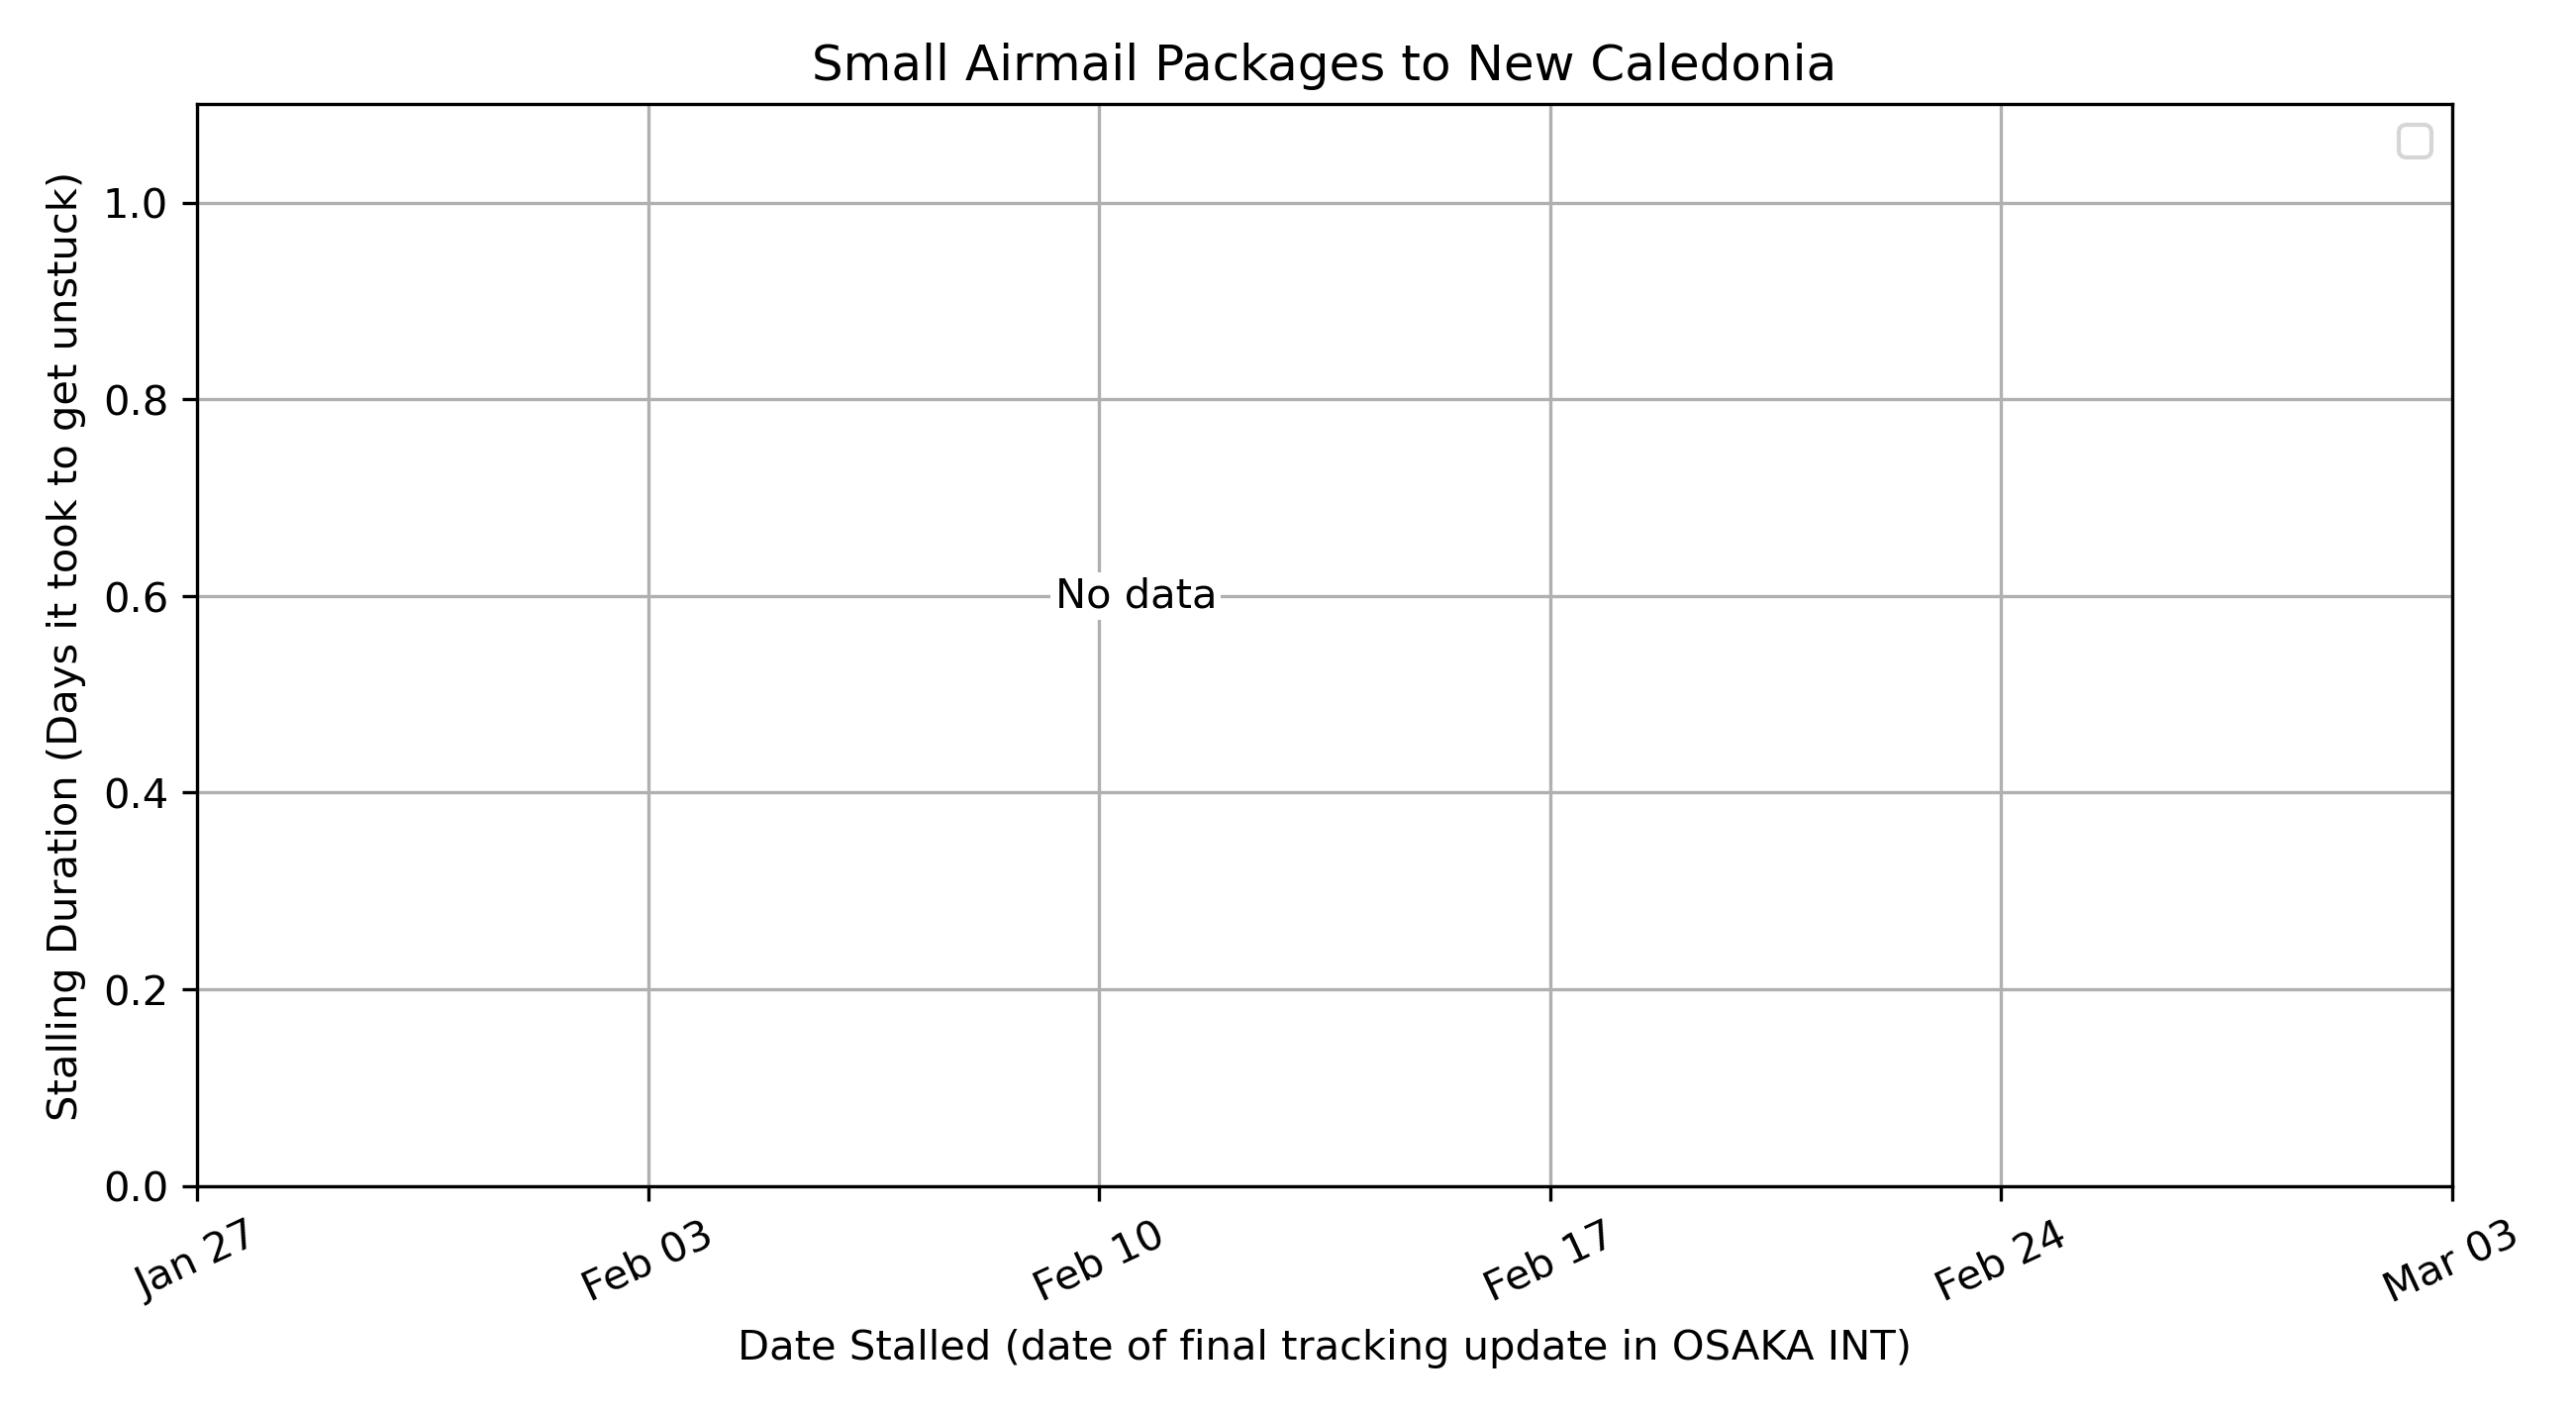 Small Airmail Packages to New Caledonia
Stalling Duration (Days it took to get unstuck)
1.0
0.8
0.6
0.4
0.2
0.0
No data
Jan 27
Feb 03
Feb 10
Feb 17
Feb 24
Mar 03
Date Stalled (date of final tracking update in OSAKA INT)